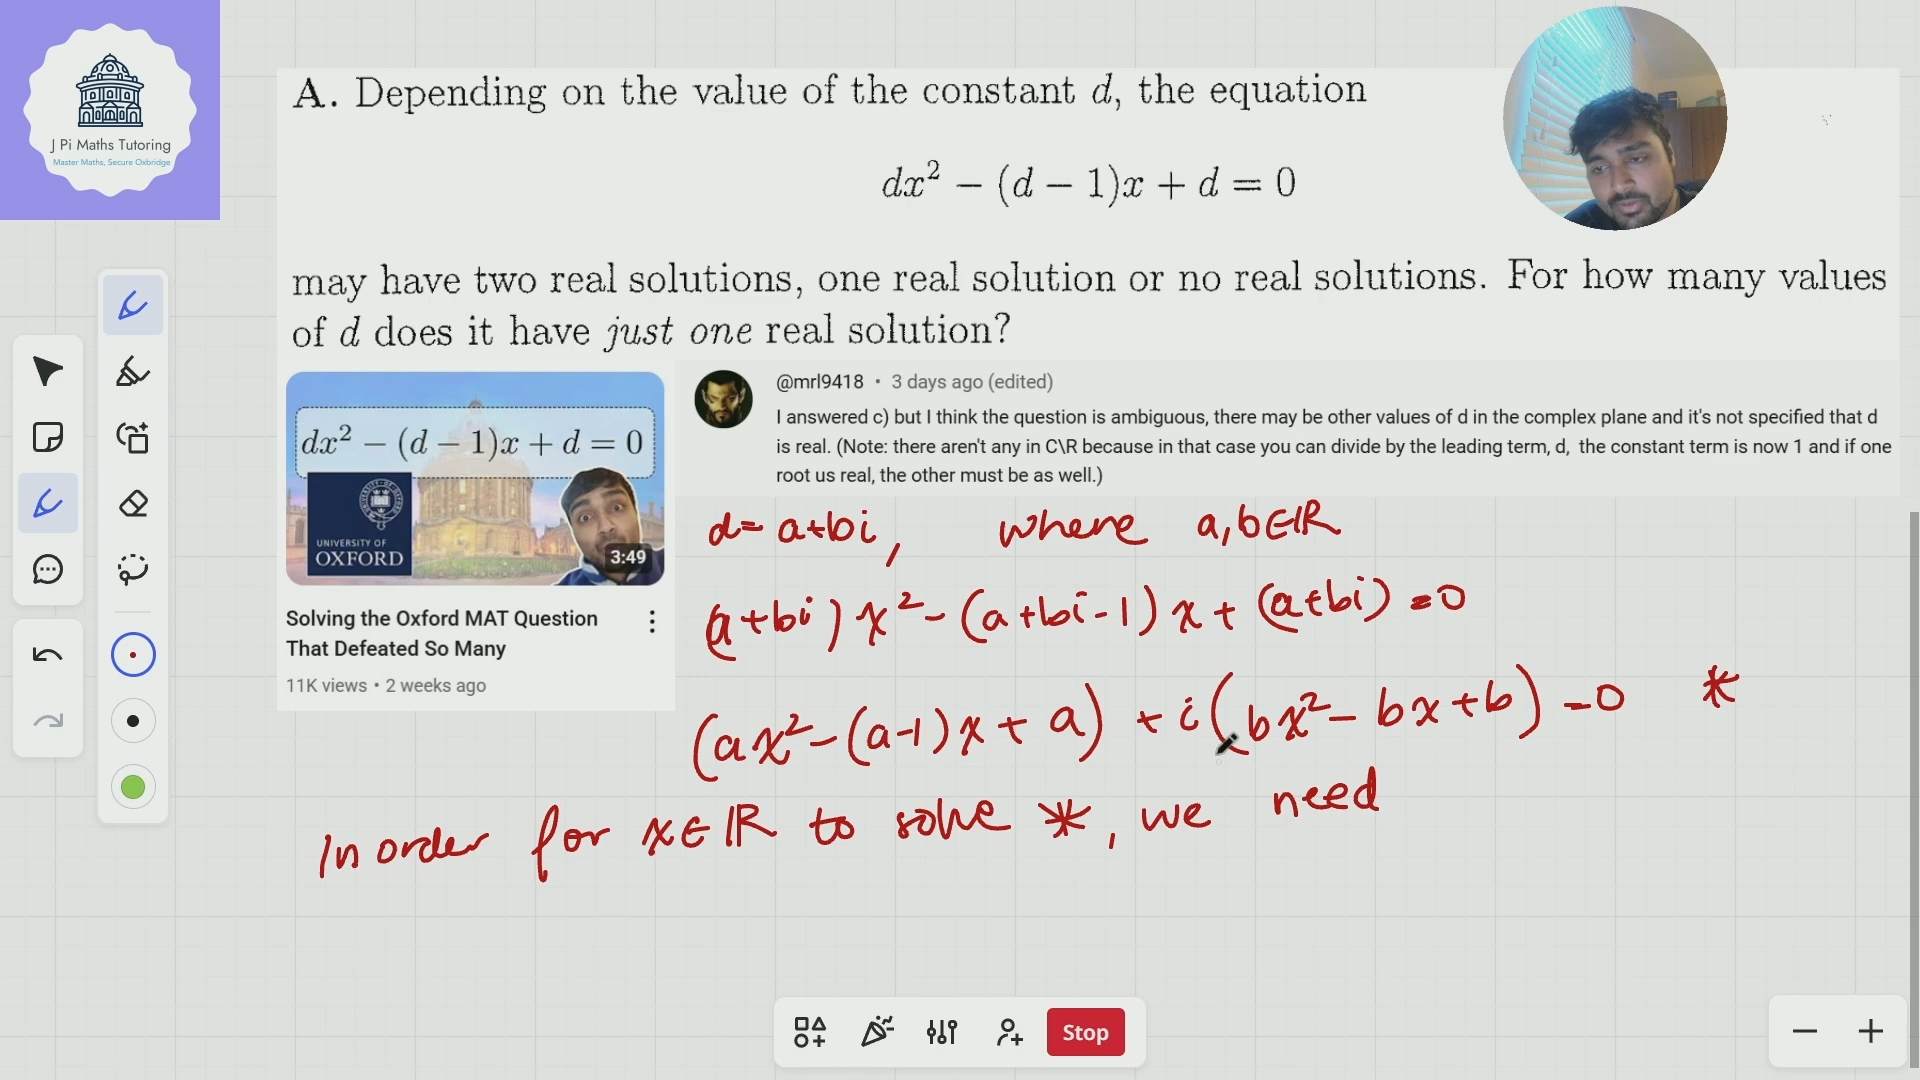 J Pi Maths Tutoring
Master Maths, Secure Oxbridge
A. Depending on the value of the constant d, the equation
dx² − (d − 1)x + d = 0
may have two real solutions, one real solution or no real solutions. For how many values
of d does it have just one real solution?
dx² − (d − 1)x + d = 0
UNIVERSITY OF
OXFORD
3:49
Solving the Oxford MAT Question
That Defeated So Many
11K views • 2 weeks ago
@mrl9418 • 3 days ago (edited)
I answered c) but I think the question is ambiguous, there may be other values of d in the complex plane and it's not specified that d
is real. (Note: there aren't any in C\R because in that case you can divide by the leading term, d, the constant term is now 1 and if one
root us real, the other must be as well.)
d = a+bi, where a,b∈ℝ
(a+bi)x² − (a+bi−1)x + (a+bi) = 0
(ax² − (a−1)x + a) + i(bx² − bx + b) = 0 *
In order for x∈ℝ to solve *, we need
Stop